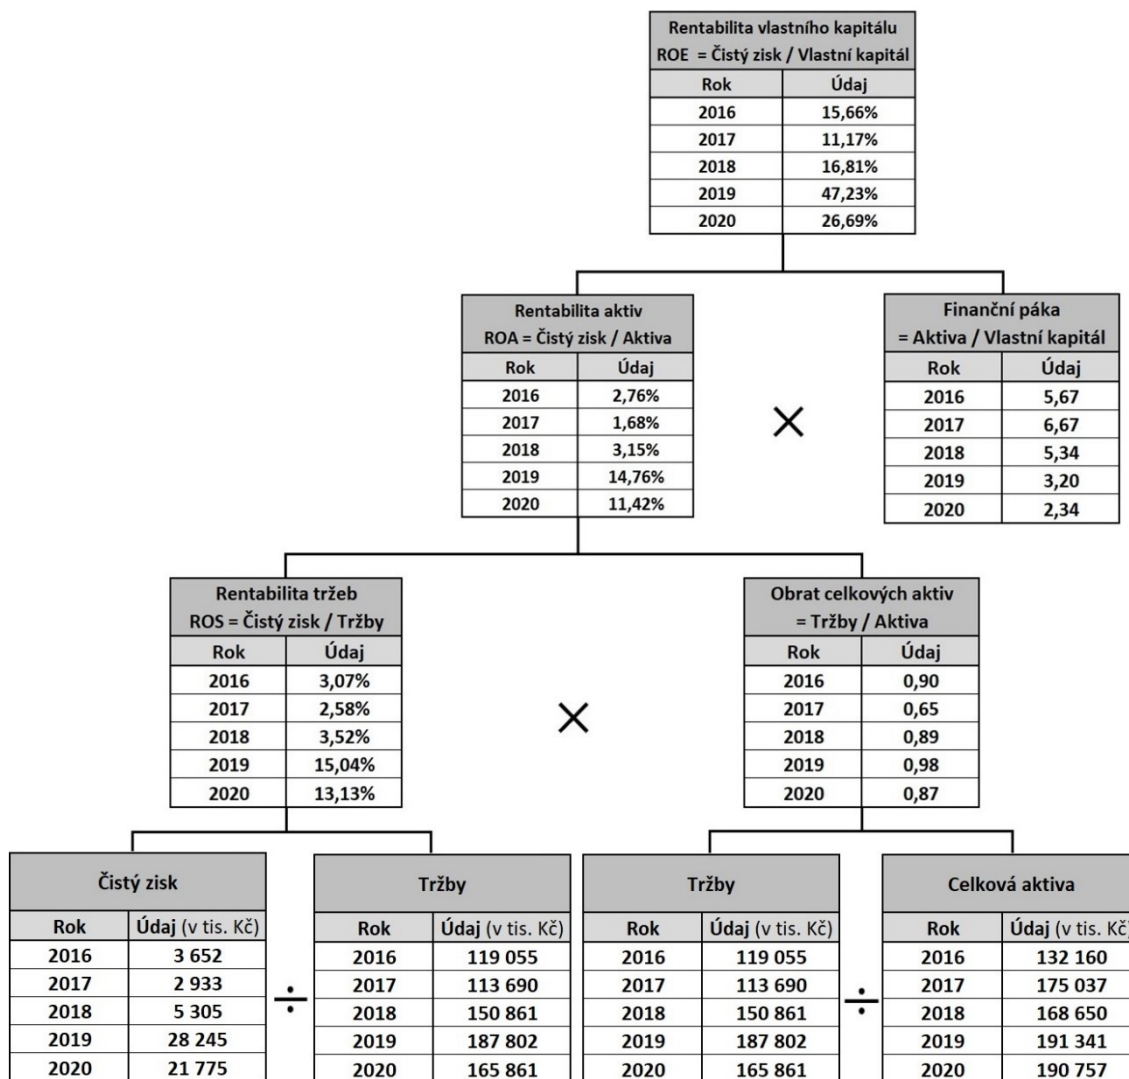 Rentabilita vlastního kapitálu
ROE = Čistý zisk / Vlastní kapitál
Rok Údaj
2016 15,66%
2017 11,17%
2018 16,81%
2019 47,23%
2020 26,69%
Rentabilita aktiv
ROA = Čistý zisk / Aktiva
Rok Údaj
2016 2,76%
2017 1,68%
2018 3,15%
2019 14,76%
2020 11,42%
×
Finanční páka
= Aktiva / Vlastní kapitál
Rok Údaj
2016 5,67
2017 6,67
2018 5,34
2019 3,20
2020 2,34
Rentabilita tržeb
ROS = Čistý zisk / Tržby
Rok Údaj
2016 3,07%
2017 2,58%
2018 3,52%
2019 15,04%
2020 13,13%
×
Obrat celkových aktiv
= Tržby / Aktiva
Rok Údaj
2016 0,90
2017 0,65
2018 0,89
2019 0,98
2020 0,87
Čistý zisk
Rok Údaj (v tis. Kč)
2016 3 652
2017 2 933
2018 5 305
2019 28 245
2020 21 775
÷
Tržby
Rok Údaj (v tis. Kč)
2016 119 055
2017 113 690
2018 150 861
2019 187 802
2020 165 861
Tržby
Rok Údaj (v tis. Kč)
2016 119 055
2017 113 690
2018 150 861
2019 187 802
2020 165 861
÷
Celková aktiva
Rok Údaj (v tis. Kč)
2016 132 160
2017 175 037
2018 168 650
2019 191 341
2020 190 757